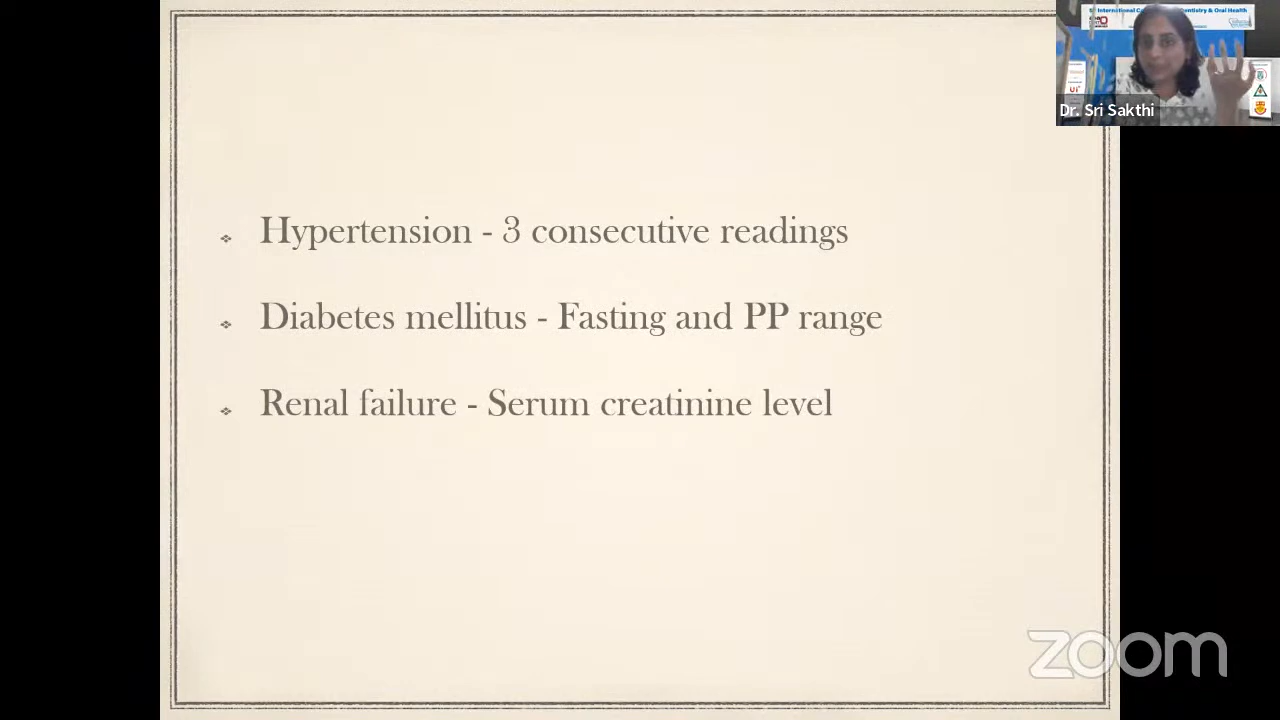 Hypertension - 3 consecutive readings
Diabetes mellitus - Fasting and PP range
Renal failure - Serum creatinine level
Dr. Sri Sakthi
zoom